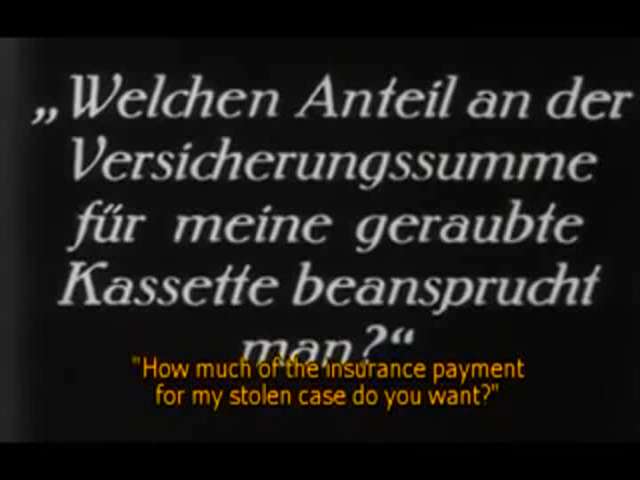 „Welchen Anteil an der
Versicherungssumme
für meine geraubte
Kassette beansprucht
man?“
"How much of the insurance payment
for my stolen case do you want?"